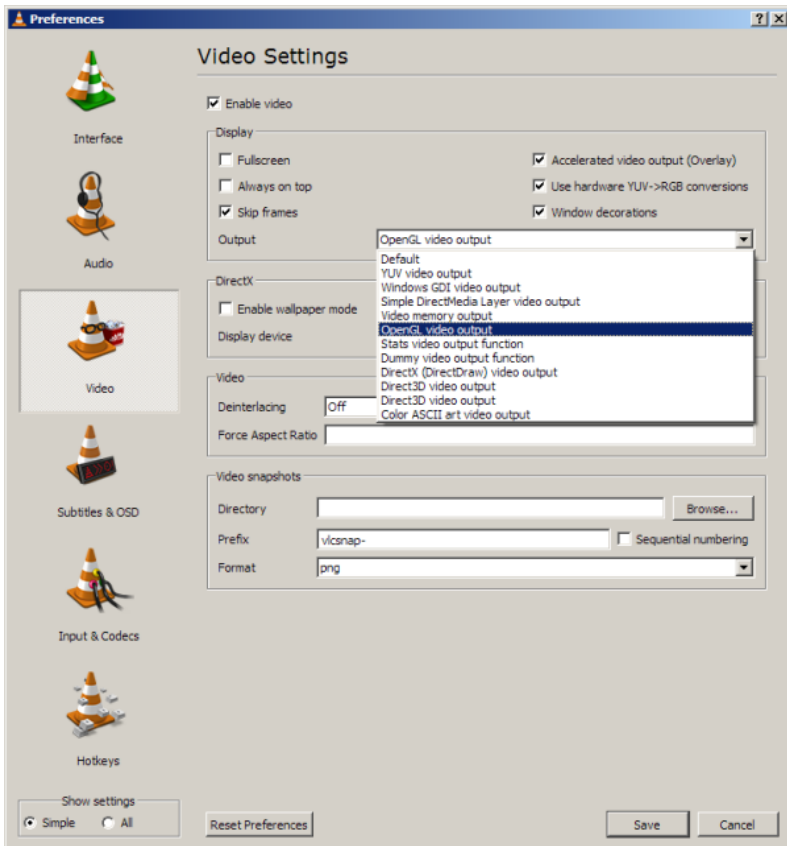 Preferences
Interface
Audio
Video
Subtitles & OSD
Input & Codecs
Hotkeys
Show settings
Simple
All
Video Settings
Enable video
Display
Fullscreen
Accelerated video output (Overlay)
Always on top
Use hardware YUV->RGB conversions
Skip frames
Window decorations
Output
OpenGL video output
Default
YUV video output
Windows GDI video output
Simple DirectMedia Layer video output
Video memory output
OpenGL video output
Stats video output function
Dummy video output function
DirectX (DirectDraw) video output
Direct3D video output
Direct3D video output
Color ASCII art video output
DirectX
Enable wallpaper mode
Display device
Video
Deinterlacing
Off
Force Aspect Ratio
Video snapshots
Directory
Browse...
Prefix
vlcsnap-
Sequential numbering
Format
png
Reset Preferences
Save
Cancel